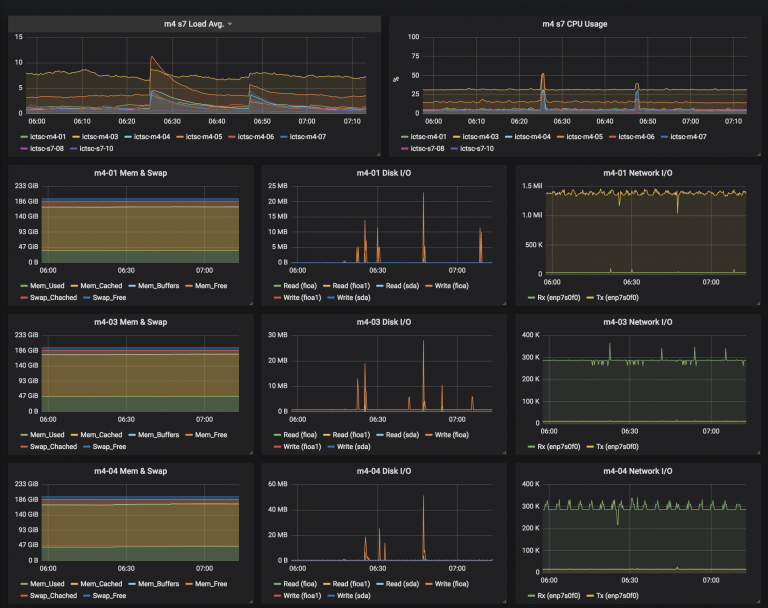 m4 s7 Load Avg.
15
10
5
0
06:00 06:10 06:20 06:30 06:40 06:50 07:00 07:10
ictsc-m4-01 ictsc-m4-03 ictsc-m4-04 ictsc-m4-05 ictsc-m4-06 ictsc-m4-07
ictsc-s7-08 ictsc-s7-10
m4 s7 CPU Usage
100
75
50
25
0
%
06:00 06:10 06:20 06:30 06:40 06:50 07:00 07:10
ictsc-m4-01 ictsc-m4-03 ictsc-m4-04 ictsc-m4-05 ictsc-m4-06 ictsc-m4-07
ictsc-s7-08 ictsc-s7-10
m4-01 Mem & Swap
233 GiB
186 GiB
140 GiB
93 GiB
47 GiB
0 B
06:00 06:30 07:00
Mem_Used Mem_Cached Mem_Buffers Mem_Free
Swap_Chached Swap_Free
m4-01 Disk I/O
25 MB
20 MB
15 MB
10 MB
5 MB
0 B
06:00 06:30 07:00
Read (fioa) Read (fioa1) Read (sda) Write (fioa)
Write (fioa1) Write (sda)
m4-01 Network I/O
1.5 Mil
1.0 Mil
500 K
0
06:00 06:30 07:00
Rx (enp7s0f0) Tx (enp7s0f0)
m4-03 Mem & Swap
233 GiB
186 GiB
140 GiB
93 GiB
47 GiB
0 B
06:00 06:30 07:00
Mem_Used Mem_Cached Mem_Buffers Mem_Free
Swap_Chached Swap_Free
m4-03 Disk I/O
30 MB
20 MB
10 MB
0 B
06:00 06:30 07:00
Read (fioa) Read (fioa1) Read (sda) Write (fioa)
Write (fioa1) Write (sda)
m4-03 Network I/O
400 K
300 K
200 K
100 K
0
06:00 06:30 07:00
Rx (enp7s0f0) Tx (enp7s0f0)
m4-04 Mem & Swap
233 GiB
186 GiB
140 GiB
93 GiB
47 GiB
0 B
06:00 06:30 07:00
Mem_Used Mem_Cached Mem_Buffers Mem_Free
Swap_Chached Swap_Free
m4-04 Disk I/O
60 MB
40 MB
20 MB
0 B
06:00 06:30 07:00
Read (fioa) Read (fioa1) Read (sda) Write (fioa)
Write (fioa1) Write (sda)
m4-04 Network I/O
400 K
300 K
200 K
100 K
0
06:00 06:30 07:00
Rx (enp7s0f0) Tx (enp7s0f0)